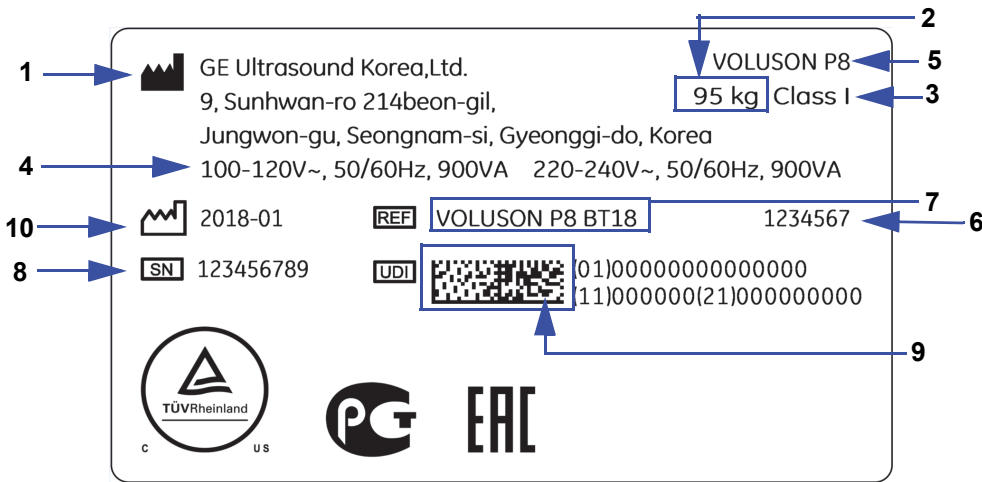 2
1
GE Ultrasound Korea,Ltd.
VOLUSON P8
5
9, Sunhwan-ro 214beon-gil,
95 kg Class I
3
Jungwon-gu, Seongnam-si, Gyeonggi-do, Korea
4
100-120V~, 50/60Hz, 900VA 220-240V~, 50/60Hz, 900VA
7
10
2018-01
REF VOLUSON P8 BT18
1234567
6
8
SN 123456789
UDI
(01)00000000000000
(11)000000(21)000000000
9
TÜVRheinland
C US
PG
EAC